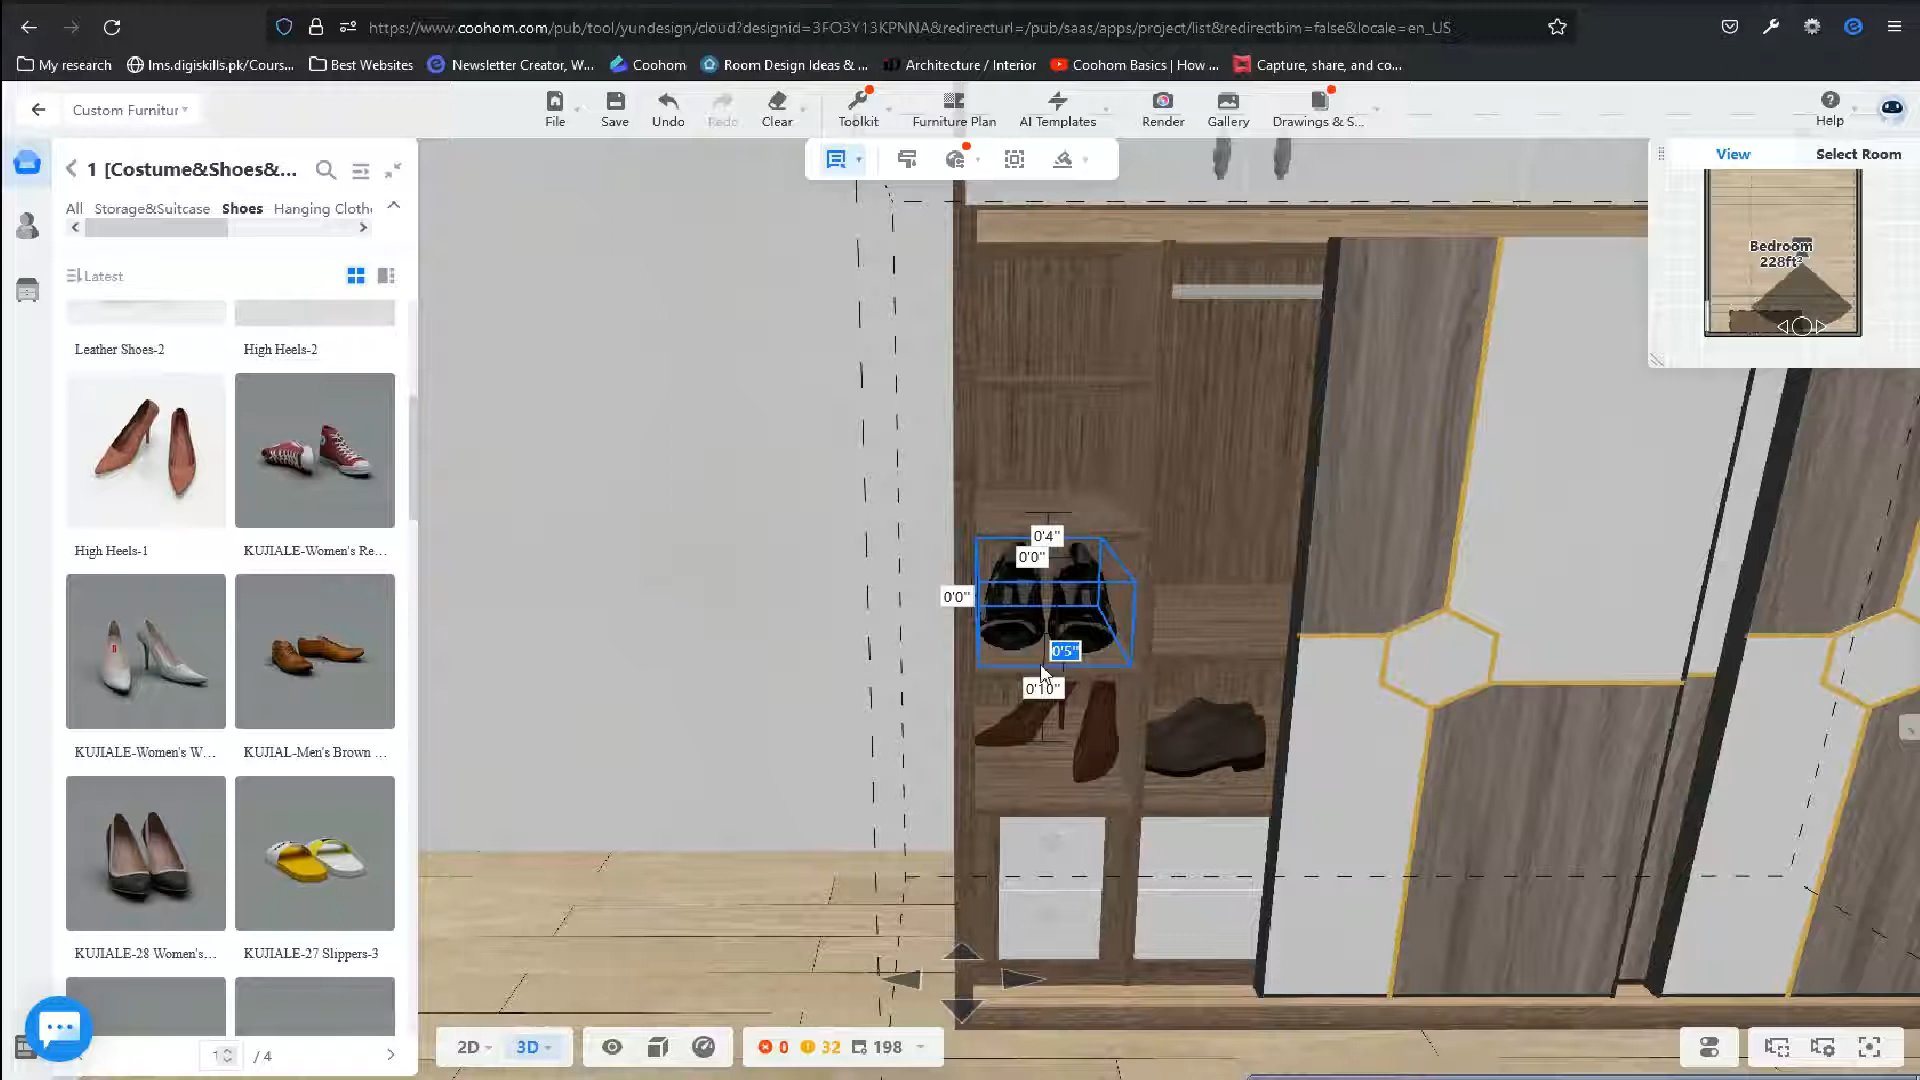 https://www.coohom.com/pub/tool/yundesign/cloud?designid=3FO3Y13KPNNA&redirecturl=/pub/saas/apps/project/list&redirectbim=false&locale=en_US
My research
lms.digiskills.pk/Cours...
Best Websites
Newsletter Creator, W...
Coohom
Room Design Ideas & ...
Architecture / Interior
Coohom Basics | How ...
Capture, share, and co...
Custom Furnitur
File
Save
Undo
Redo
Clear
Toolkit
Furniture Plan
AI Templates
Render
Gallery
Drawings & S...
Help
1 [Costume&Shoes&...
All
Storage&Suitcase
Shoes
Hanging Cloth
Latest
View
Select Room
Bedroom
228ft²
Leather Shoes-2
High Heels-2
High Heels-1
KUJIALE-Women's Re...
KUJIALE-Women's W...
KUJIAL-Men's Brown ...
KUJIALE-28 Women's...
KUJIALE-27 Slippers-3
0'4"
0'0"
0'0"
0'5"
0'10"
1 / 4
2D
3D
0
32
198